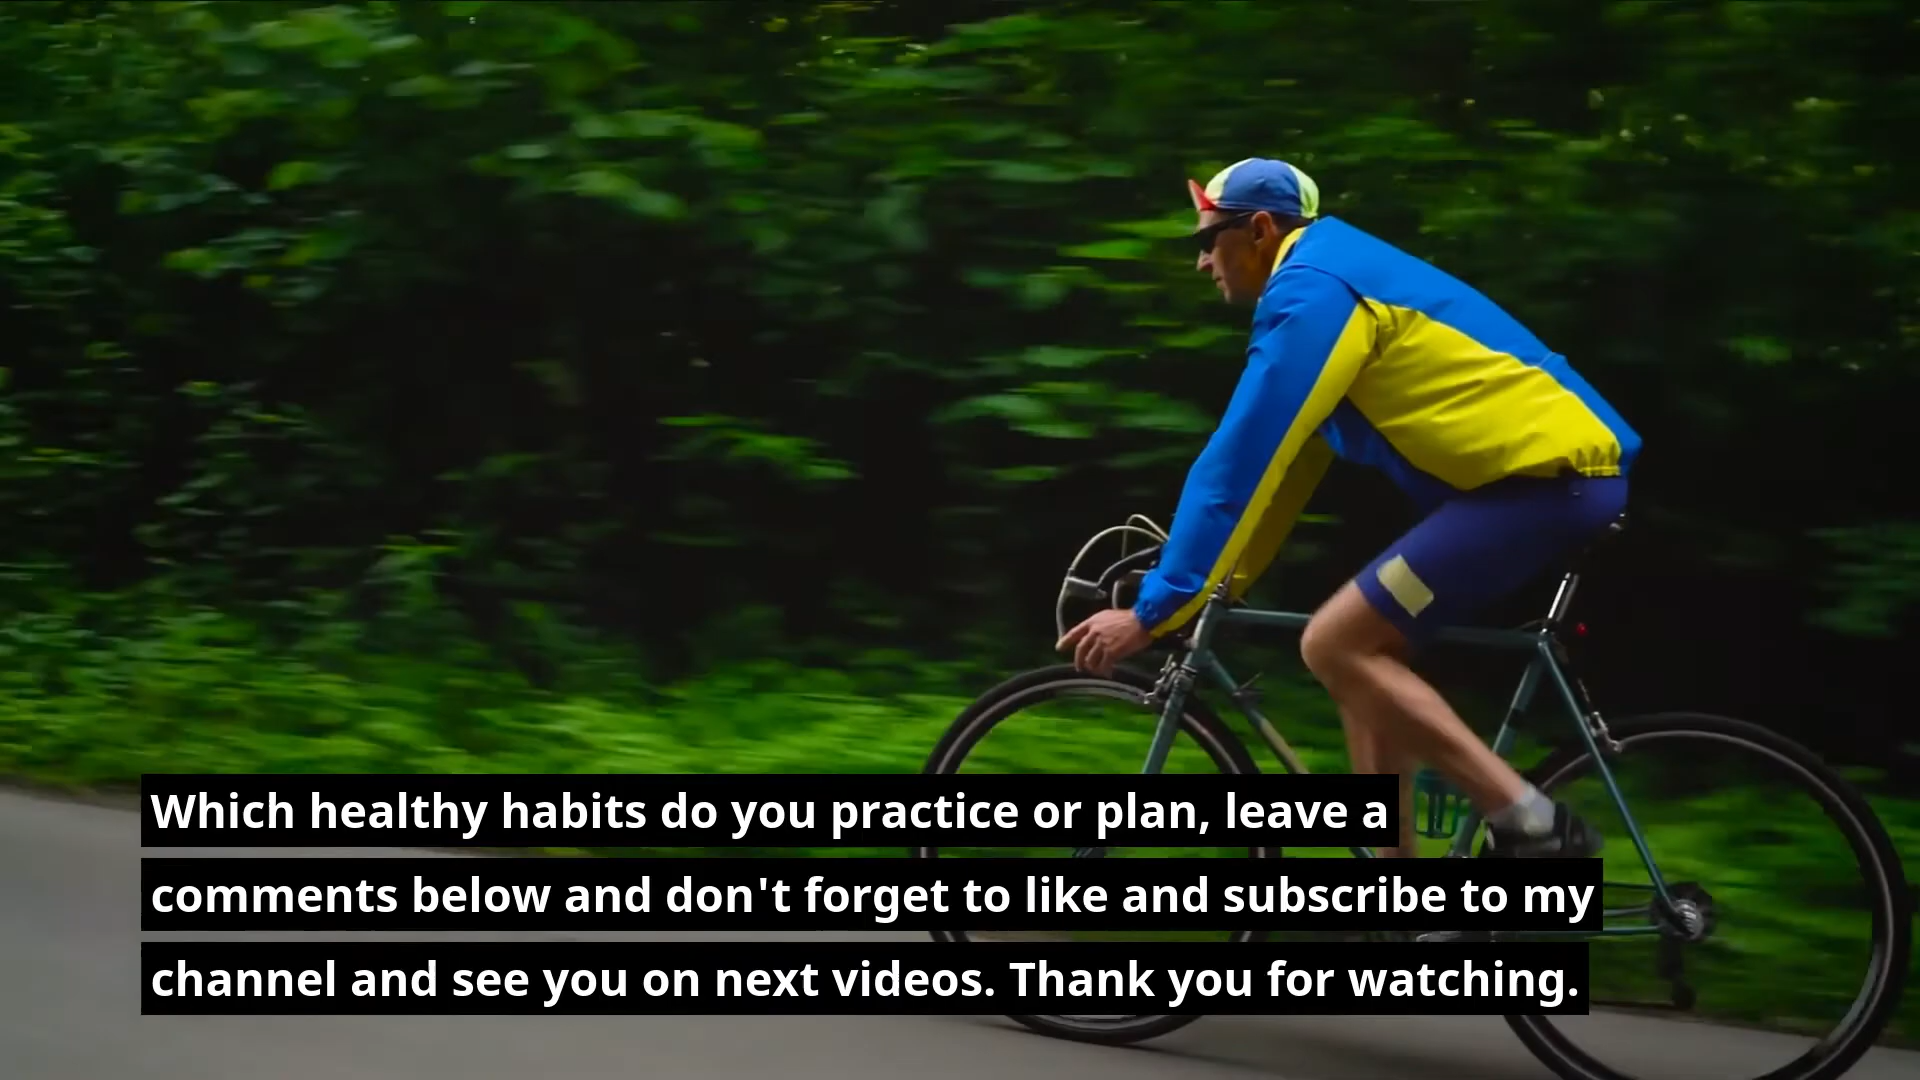 Which healthy habits do you practice or plan, leave a
comments below and don't forget to like and subscribe to my
channel and see you on next videos. Thank you for watching.